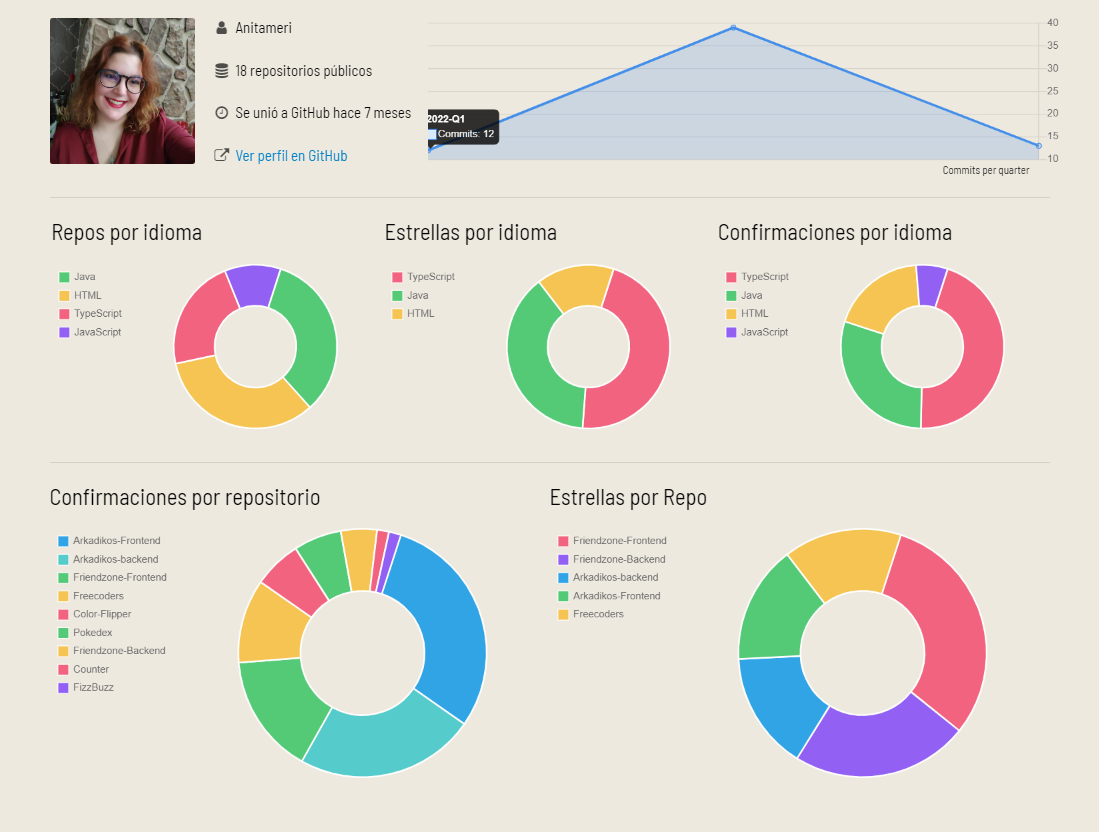 Anitameri
18 repositorios públicos
Se unió a GitHub hace 7 meses
Ver perfil en GitHub
40
35
30
25
20
15
10
2022-Q1
Commits: 12
Commits per quarter
Repos por idioma
Java
HTML
TypeScript
JavaScript
Estrellas por idioma
TypeScript
Java
HTML
Confirmaciones por idioma
TypeScript
Java
HTML
JavaScript
Confirmaciones por repositorio
Arkadikos-Frontend
Arkadikos-backend
Friendzone-Frontend
Freecoders
Color-Flipper
Pokedex
Friendzone-Backend
Counter
FizzBuzz
Estrellas por Repo
Friendzone-Frontend
Friendzone-Backend
Arkadikos-backend
Arkadikos-Frontend
Freecoders